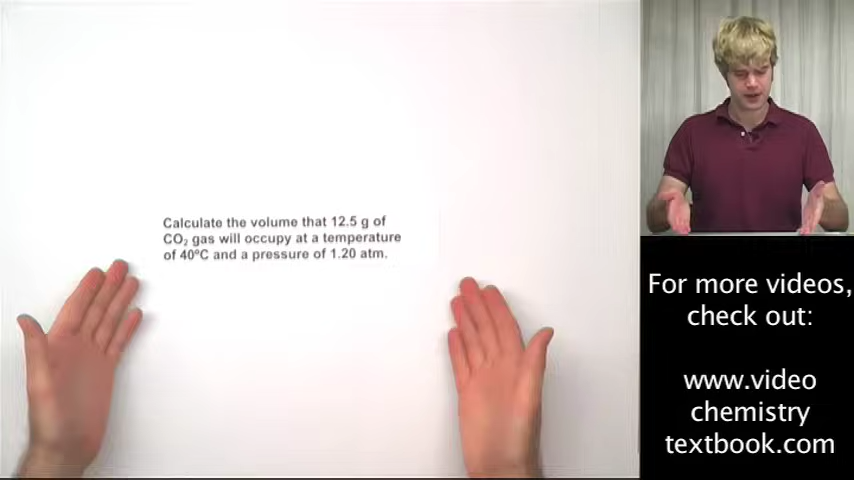 Calculate the volume that 12.5 g of
CO₂ gas will occupy at a temperature
of 40ºC and a pressure of 1.20 atm.
For more videos,
check out:
www.video
chemistry
textbook.com